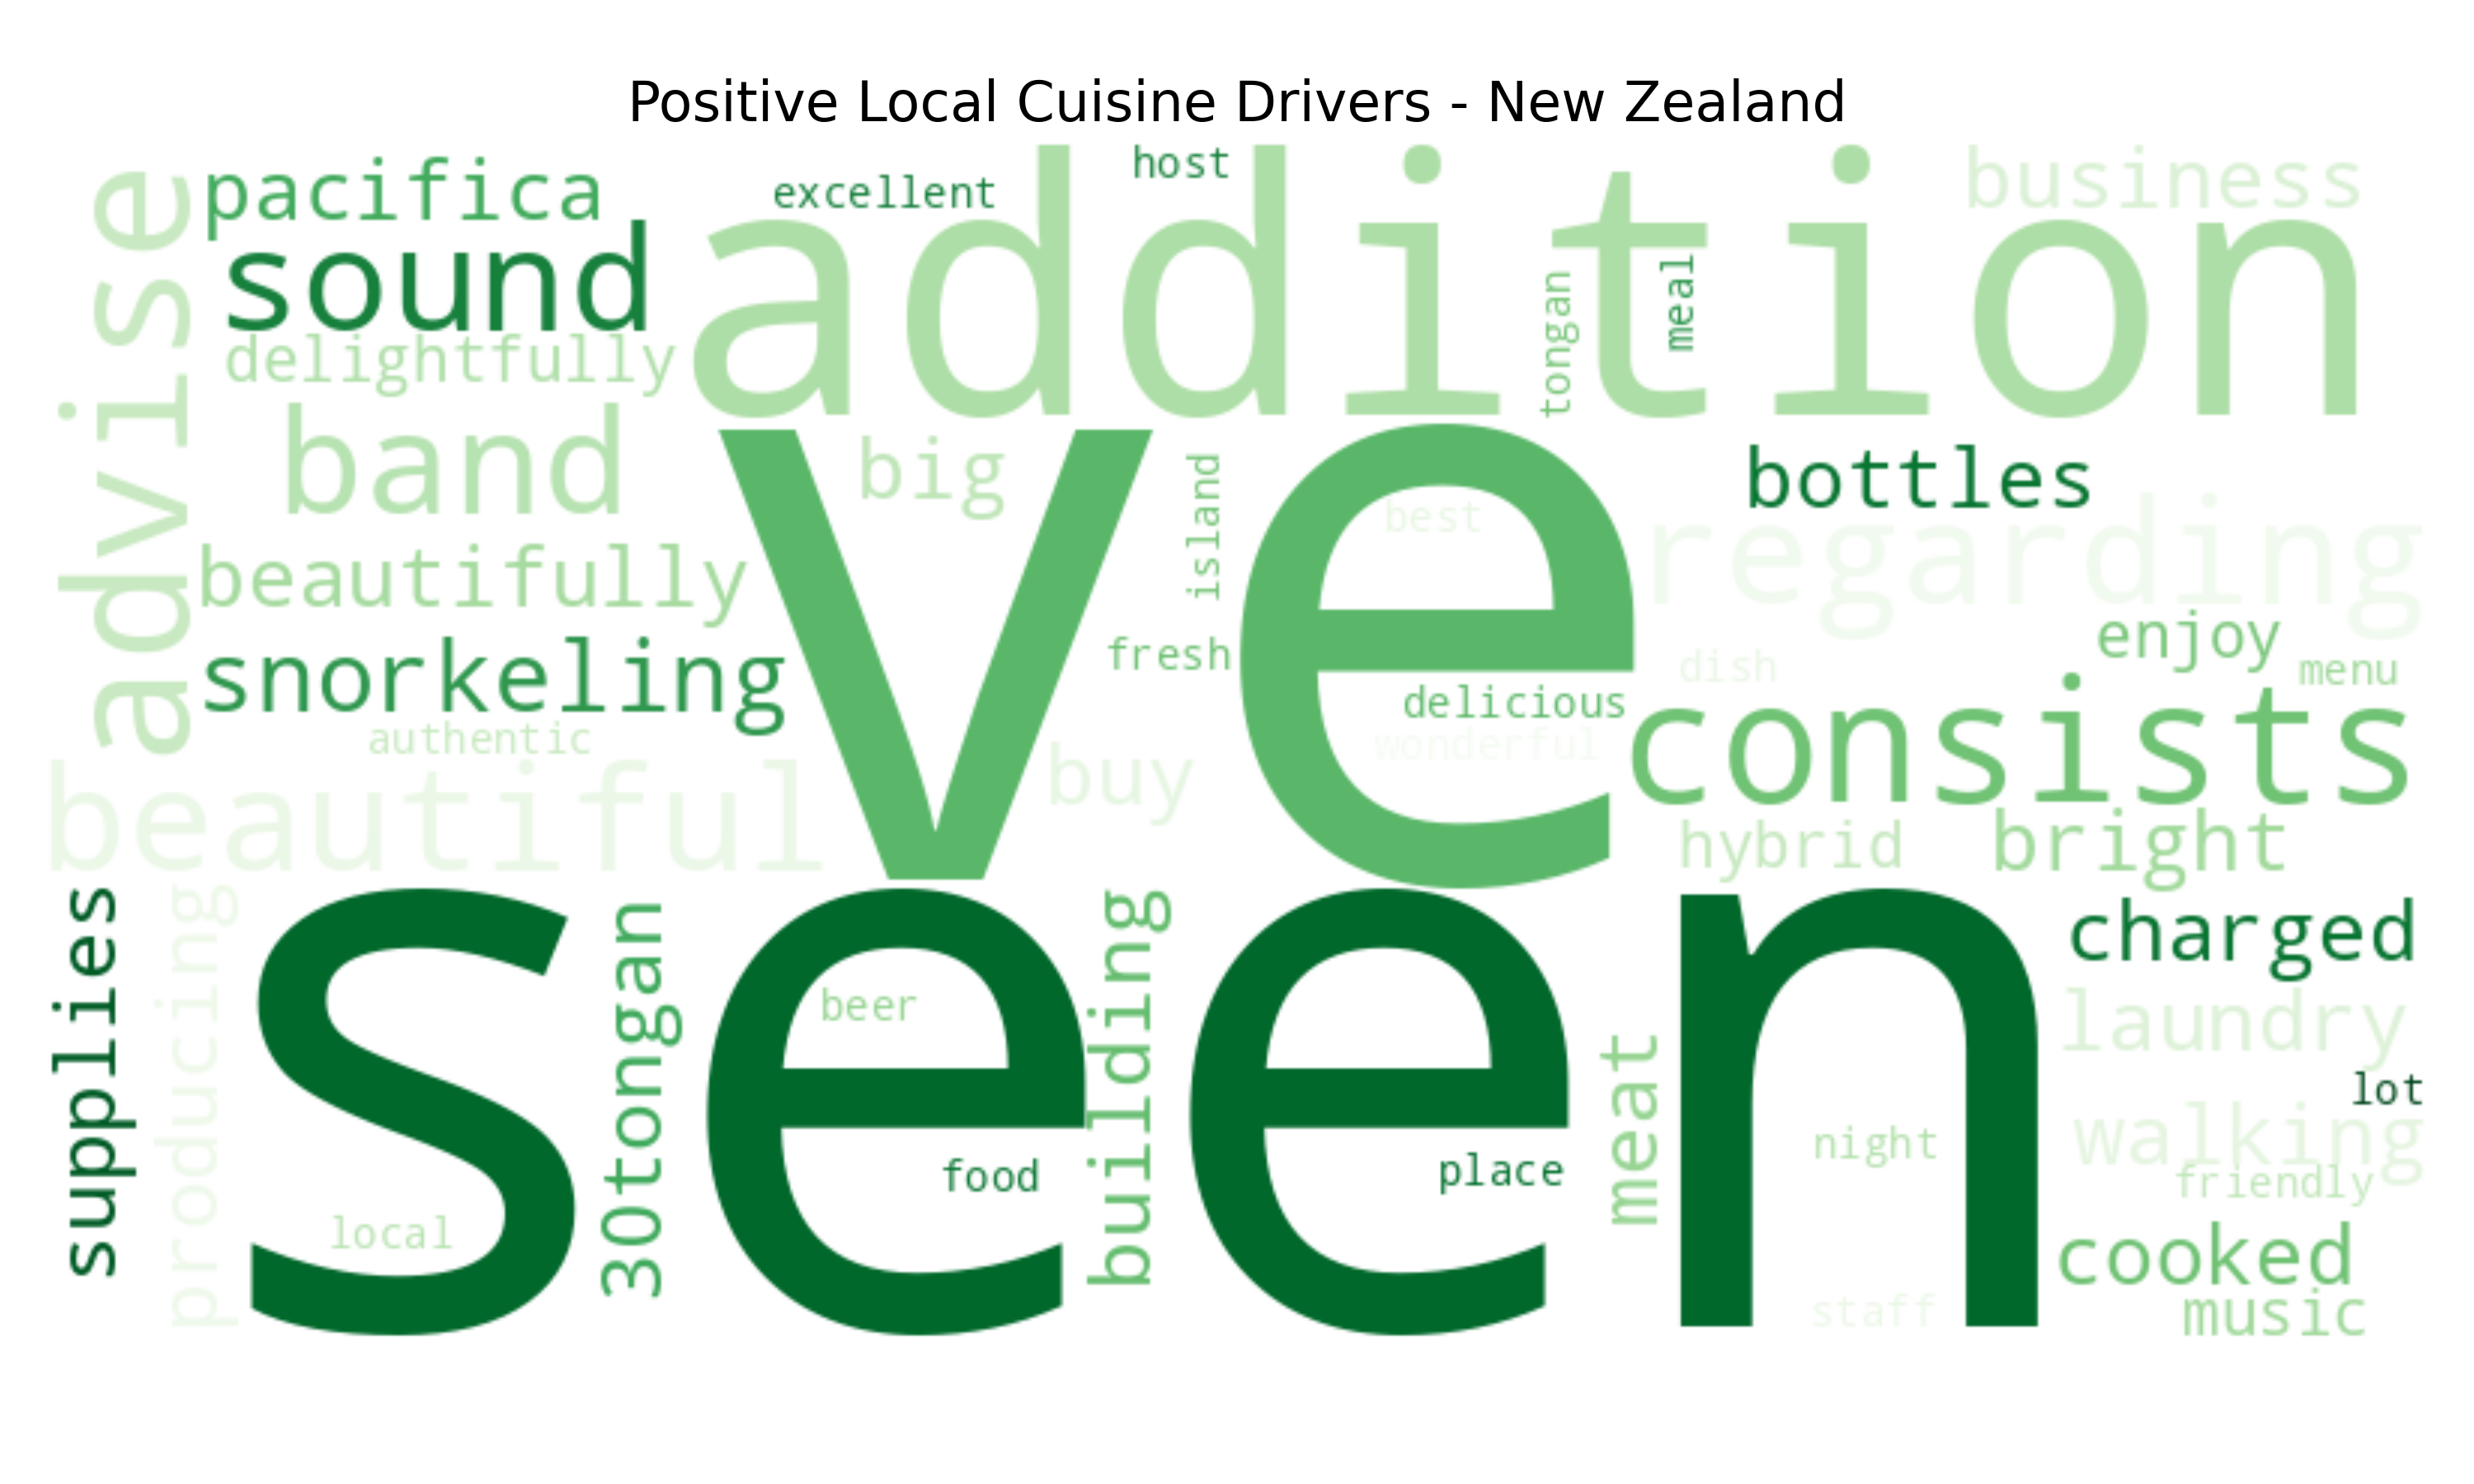 Positive Local Cuisine Drivers - New Zealand
advise
pacifica
excellent
host
addition
business
sound
tongan
meal
delightfully
band
big
ve
island
best
bottles
regarding
beautifully
enjoy
snorkeling
fresh
dish
menu
delicious
authentic
wonderful
consists
beautiful
buy
hybrid
bright
supplies
producing
seen
30tongan
building
charged
beer
laundry
meat
lot
night
walking
food
place
friendly
local
cooked
staff
music